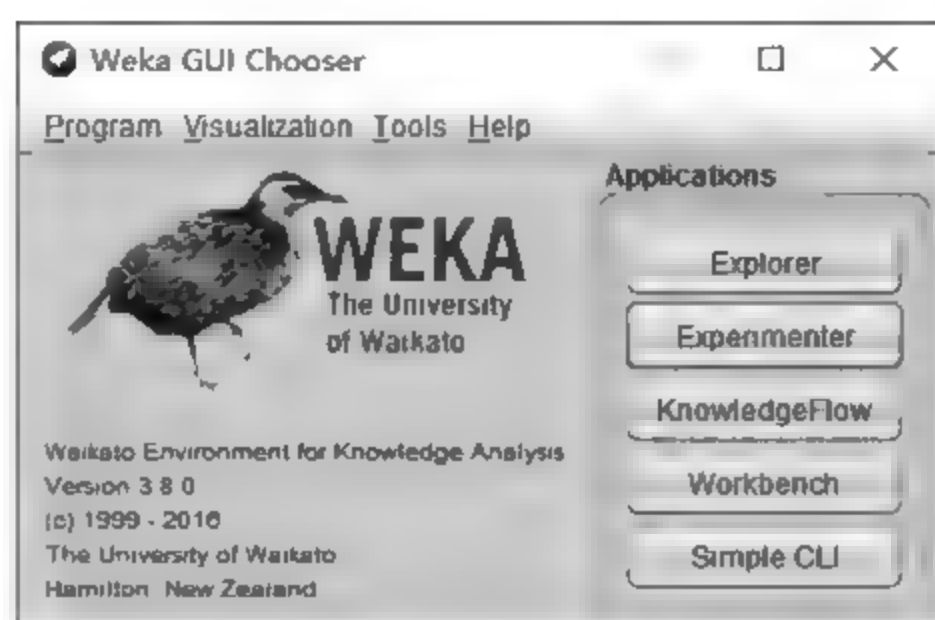 Weka GUI Chooser
Program Visualization Tools Help
WEKA
The University
of Waikato
Waikato Environment for Knowledge Analysis
Version 3.8.0
(c) 1999 - 2016
The University of Waikato
Hamilton, New Zealand
Applications
Explorer
Experimenter
KnowledgeFlow
Workbench
Simple CLI